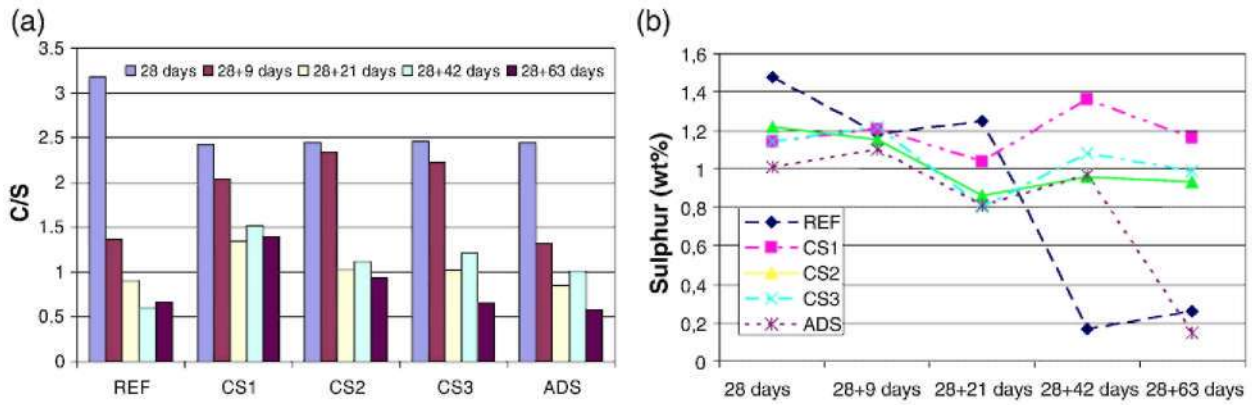 (a)
C/S
3.5
3
2.5
2
1.5
1
0.5
0
28 days 28+9 days 28+21 days 28+42 days 28+63 days
REF CS1 CS2 CS3 ADS
(b)
Sulphur (wt%)
1,6
1,4
1,2
1
0,8
0,6
0,4
0,2
0
REF
CS1
CS2
CS3
ADS
28 days 28+9 days 28+21 days 28+42 days 28+63 days